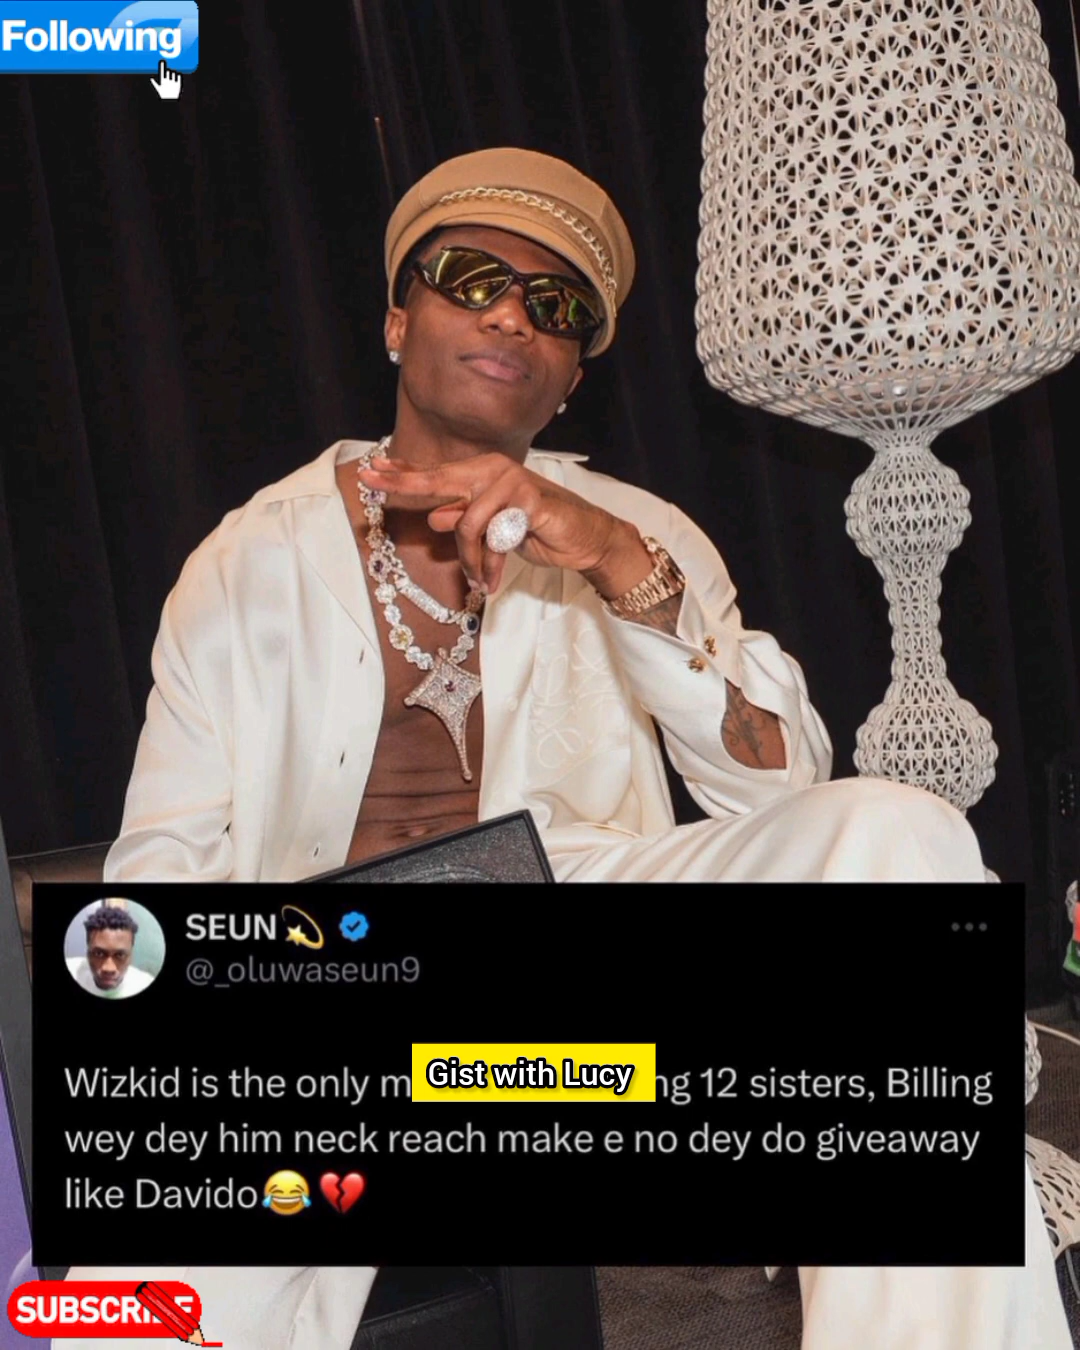 Following
SEUN
@_oluwaseun9
Wizkid is the only m
Gist with Lucy
ng 12 sisters, Billing
wey dey him neck reach make e no dey do giveaway
like Davido😂💔
SUBSCRIBE